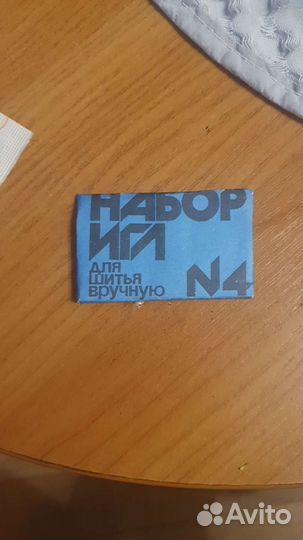 НАБОР
ИГЛ
для
шитья
вручную
N4
Avito